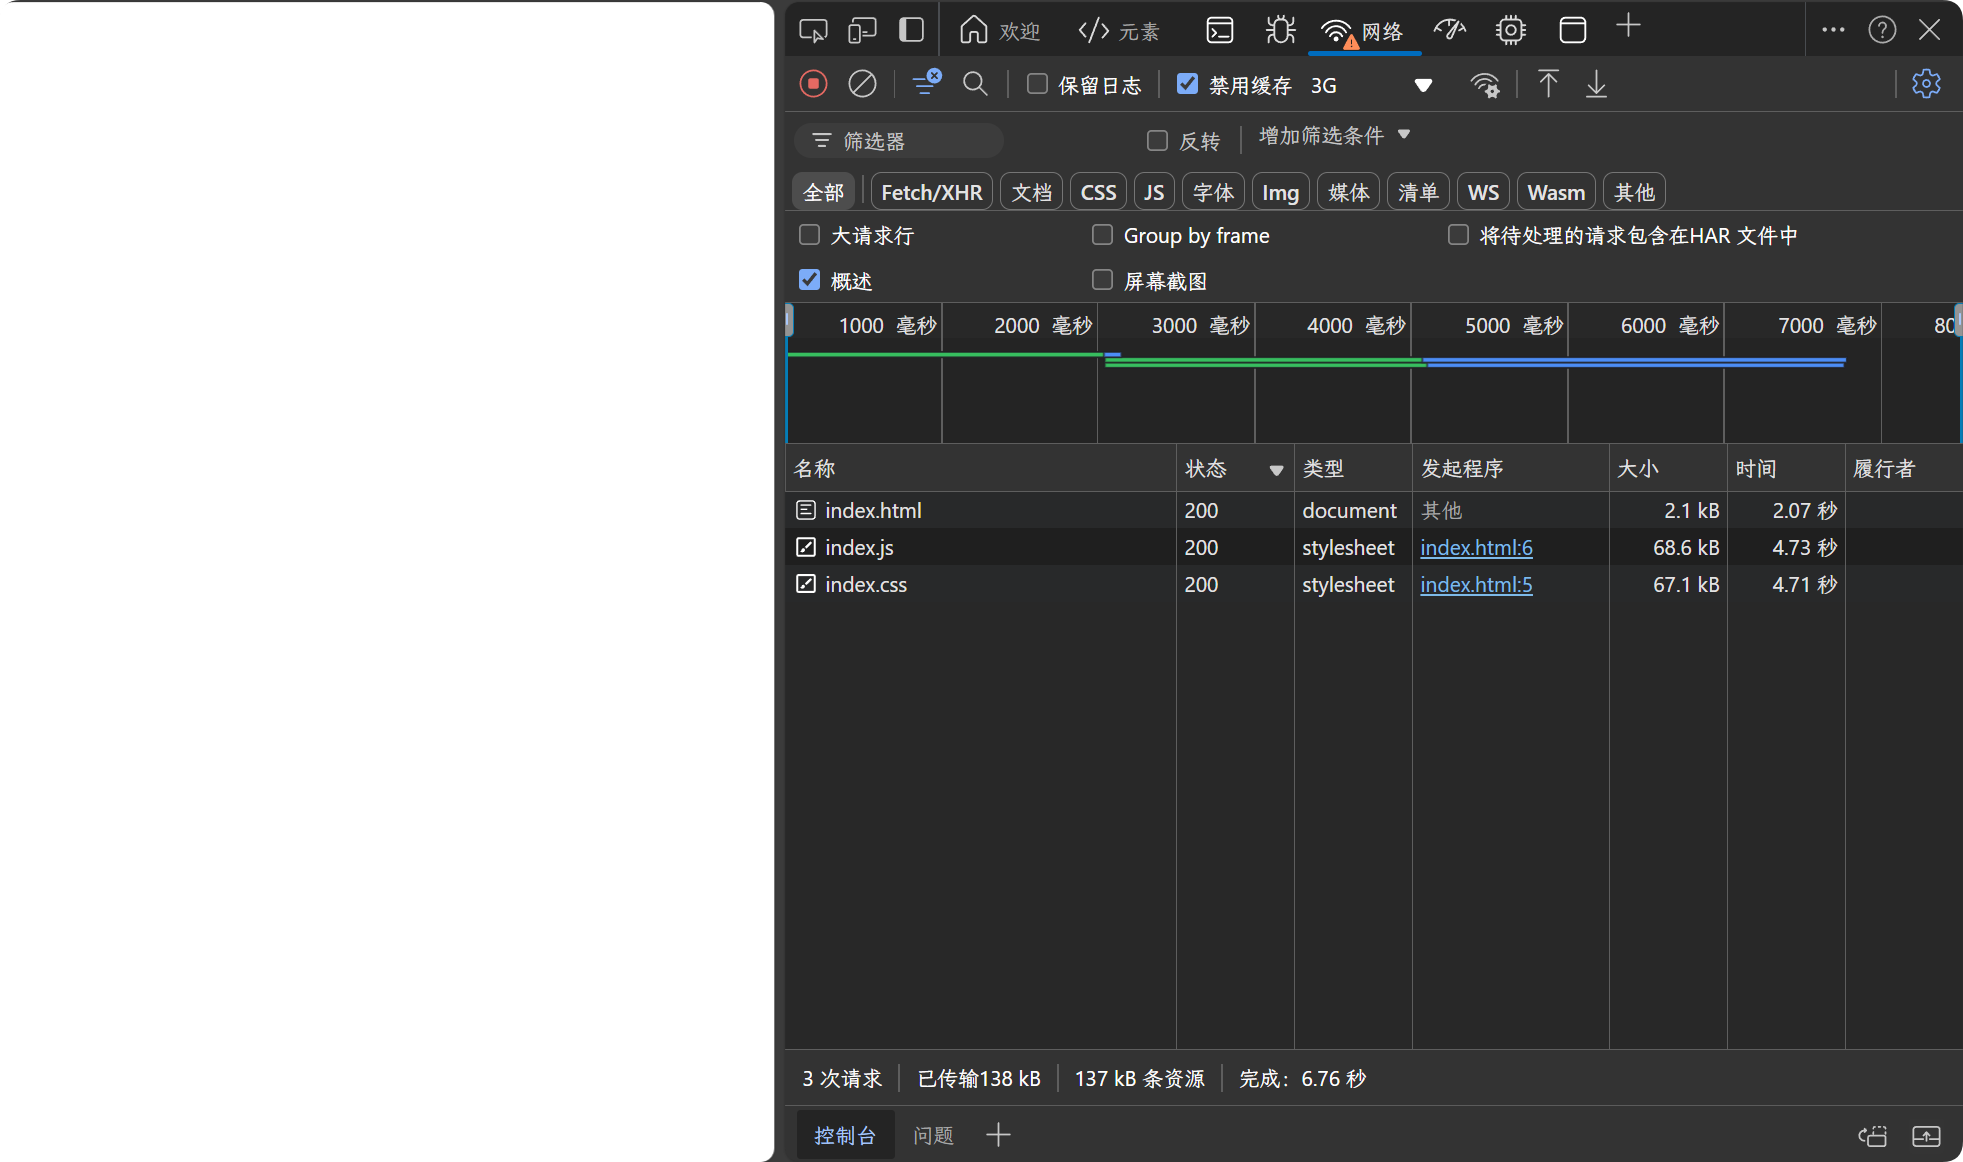 欢迎 元素 网络
保留日志 禁用缓存 3G
筛选器 反转 增加筛选条件
全部 Fetch/XHR 文档 CSS JS 字体 Img 媒体 清单 WS Wasm 其他
大请求行 Group by frame 将待处理的请求包含在HAR 文件中
概述 屏幕截图
1000 毫秒 2000 毫秒 3000 毫秒 4000 毫秒 5000 毫秒 6000 毫秒 7000 毫秒 80
名称 状态 类型 发起程序 大小 时间 履行者
index.html 200 document 其他 2.1 kB 2.07 秒
index.js 200 stylesheet index.html:6 68.6 kB 4.73 秒
index.css 200 stylesheet index.html:5 67.1 kB 4.71 秒
3 次请求 已传输138 kB 137 kB 条资源 完成：6.76 秒
控制台 问题